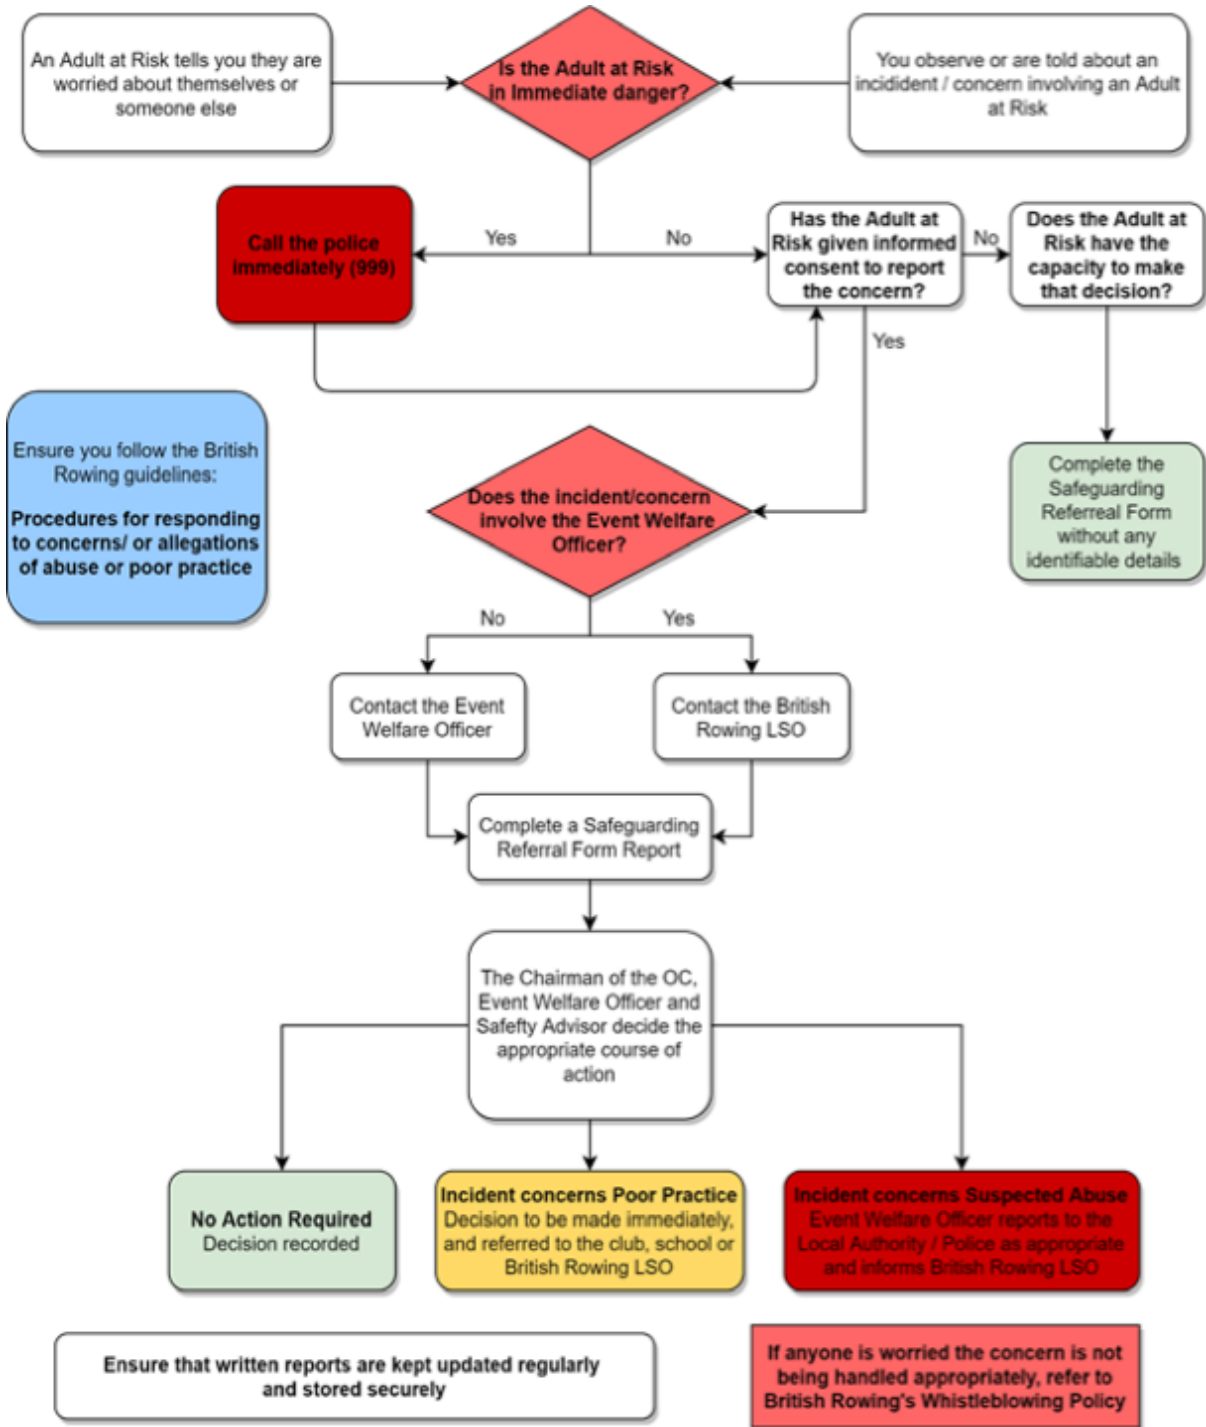 An Adult at Risk tells you they are
worried about themselves or
someone else
Is the Adult at Risk
in Immediate danger?
You observe or are told about an
incidident / concern involving an Adult
at Risk
Call the police
immediately (999)
Yes
No
Has the Adult at
Risk given informed
consent to report
the concern?
No
Does the Adult at
Risk have the
capacity to make
that decision?
Yes
Ensure you follow the British
Rowing guidelines:
Procedures for responding
to concerns/ or allegations
of abuse or poor practice
Does the incident/concern
involve the Event Welfare
Officer?
Complete the
Safeguarding
Referreal Form
without any
identifiable details
No
Yes
Contact the Event
Welfare Officer
Contact the British
Rowing LSO
Complete a Safeguarding
Referral Form Report
The Chairman of the OC,
Event Welfare Officer and
Safefty Advisor decide the
appropriate course of
action
No Action Required
Decision recorded
Incident concerns Poor Practice
Decision to be made immediately,
and referred to the club, school or
British Rowing LSO
Incident concerns Suspected Abuse
Event Welfare Officer reports to the
Local Authority / Police as appropriate
and informs British Rowing LSO
Ensure that written reports are kept updated regularly
and stored securely
If anyone is worried the concern is not
being handled appropriately, refer to
British Rowing's Whistleblowing Policy